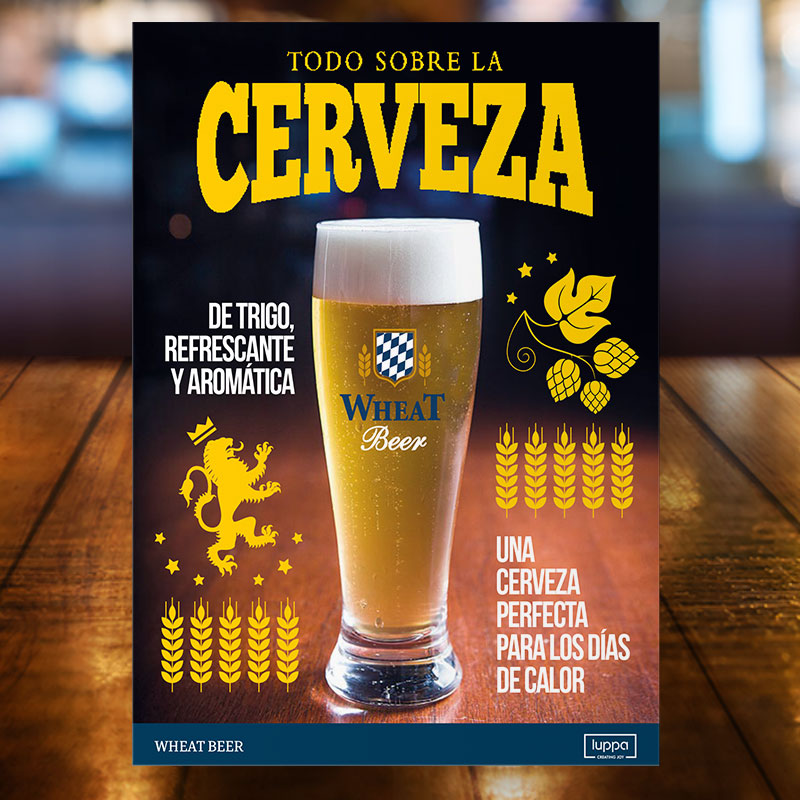 TODO SOBRE LA
CERVEZA
DE TRIGO,
REFRESCANTE
Y AROMÁTICA
WHEAT
Beer
UNA
CERVEZA
PERFECTA
PARA LOS DÍAS
DE CALOR
WHEAT BEER
luppa
CREATING JOY